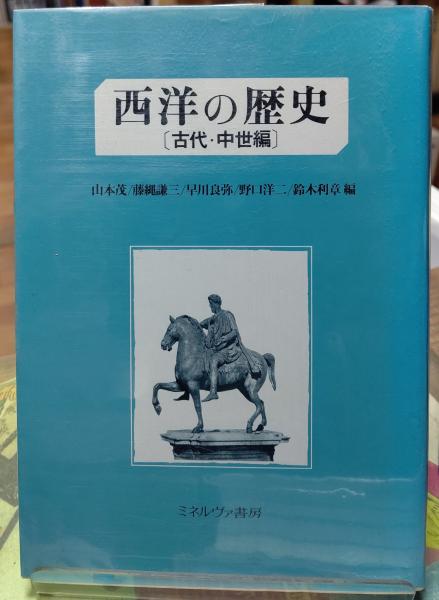 西洋の歴史
〔古代・中世編〕
山本茂/藤縄謙三/早川良弥/野口洋二/鈴木利章 編
ミネルヴァ書房